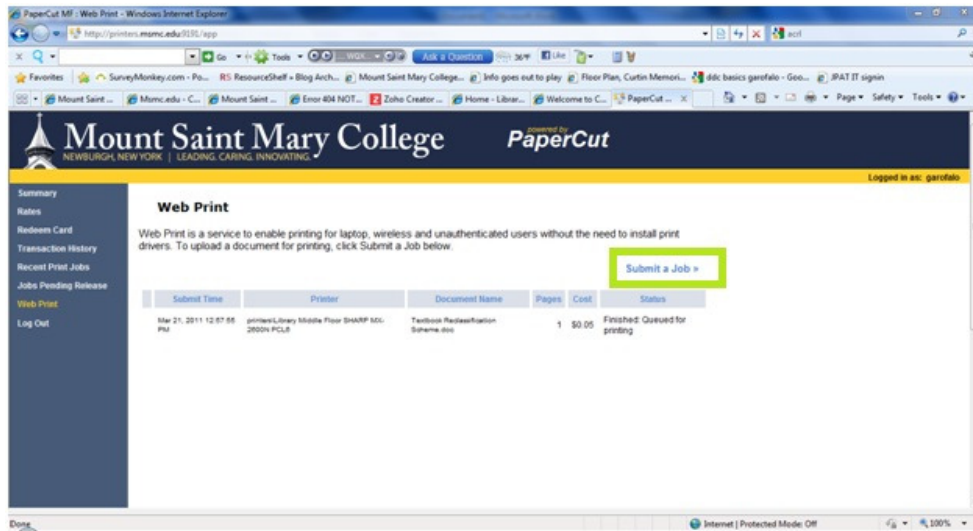 PaperCut MF : Web Print - Windows Internet Explorer
http://printers.msmc.edu:9191/app
acrl
Go Tools Ask a Question 36°F Like
Favorites SurveyMonkey.com - Po... RS ResourceShelf » Blog Arch... Mount Saint Mary College... Info goes out to play Floor Plan, Curtin Memori... ddc basics garofalo - Goo... JPAT IT signin
Mount Saint ... Msmc.edu - C... Mount Saint ... Error 404 NOT... Zoho Creator ... Home - Librar... Welcome to C... PaperCut ... Page Safety Tools
Mount Saint Mary College
NEWBURGH, NEW YORK | LEADING. CARING. INNOVATING.
powered by
PaperCut
Logged in as: garofalo
Summary
Rates
Redeem Card
Transaction History
Recent Print Jobs
Jobs Pending Release
Web Print
Log Out
Web Print
Web Print is a service to enable printing for laptop, wireless and unauthenticated users without the need to install print
drivers. To upload a document for printing, click Submit a Job below.
Submit a Job »
Submit Time Printer Document Name Pages Cost Status
Mar 21, 2011 12:57:55 printers\Library Middle Floor SHARP MX- Textbook Reclassification 1 $0.05 Finished: Queued for
PM 2600N PCL6 Scheme.doc printing
Done Internet | Protected Mode: Off 100%